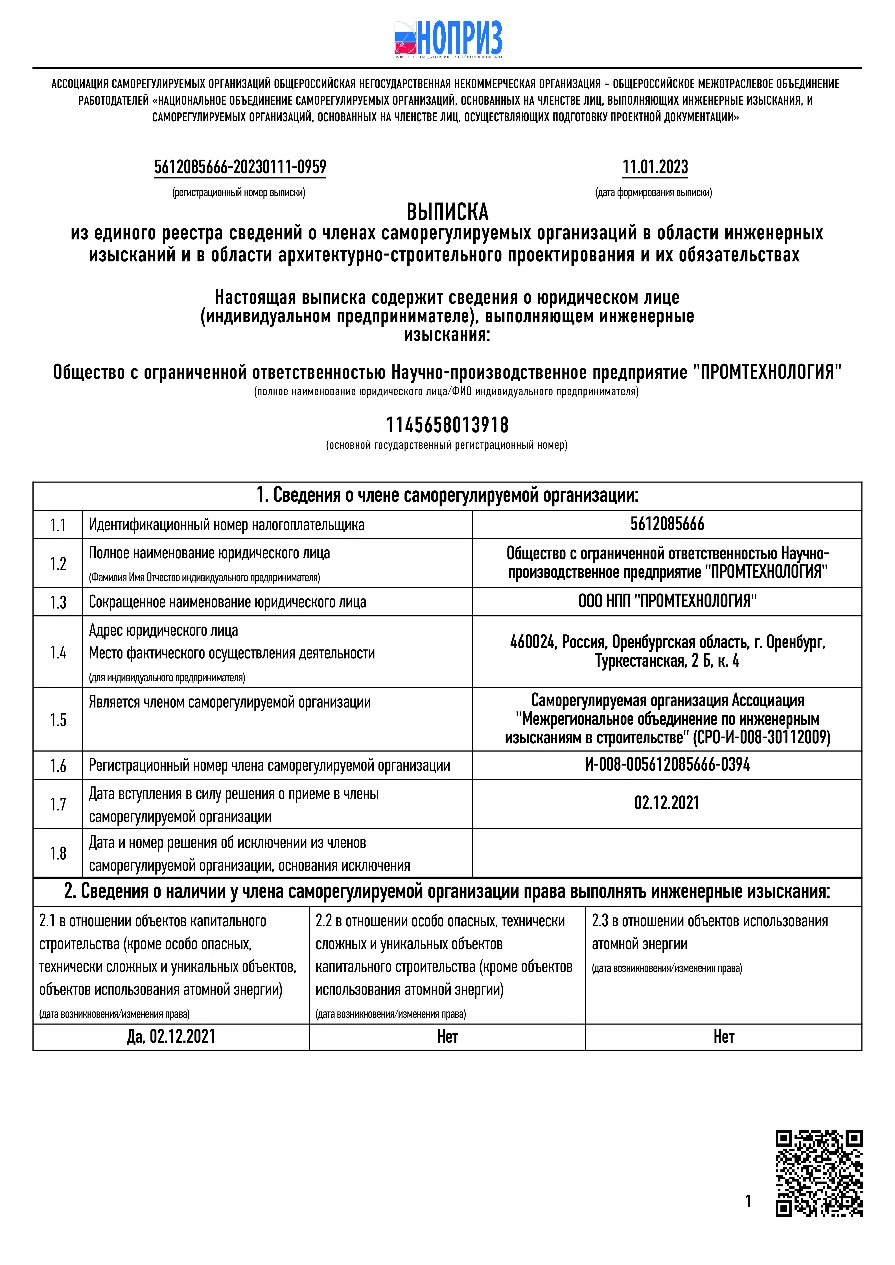 НОПРИЗ
АССОЦИАЦИЯ САМОРЕГУЛИРУЕМЫХ ОРГАНИЗАЦИЙ ОБЩЕРОССИЙСКАЯ НЕГОСУДАРСТВЕННАЯ НЕКОММЕРЧЕСКАЯ ОРГАНИЗАЦИЯ – ОБЩЕРОССИЙСКОЕ МЕЖОТРАСЛЕВОЕ ОБЪЕДИНЕНИЕ
РАБОТОДАТЕЛЕЙ «НАЦИОНАЛЬНОЕ ОБЪЕДИНЕНИЕ САМОРЕГУЛИРУЕМЫХ ОРГАНИЗАЦИЙ, ОСНОВАННЫХ НА ЧЛЕНСТВЕ ЛИЦ, ВЫПОЛНЯЮЩИХ ИНЖЕНЕРНЫЕ ИЗЫСКАНИЯ, И
САМОРЕГУЛИРУЕМЫХ ОРГАНИЗАЦИЙ, ОСНОВАННЫХ НА ЧЛЕНСТВЕ ЛИЦ, ОСУЩЕСТВЛЯЮЩИХ ПОДГОТОВКУ ПРОЕКТНОЙ ДОКУМЕНТАЦИИ»
5612085666-20230111-0959
11.01.2023
(регистрационный номер выписки)
(дата формирования выписки)
ВЫПИСКА
из единого реестра сведений о членах саморегулируемых организаций в области инженерных
изысканий и в области архитектурно-строительного проектирования и их обязательствах
Настоящая выписка содержит сведения о юридическом лице
(индивидуальном предпринимателе), выполняющем инженерные
изыскания:
Общество с ограниченной ответственностью Научно-производственное предприятие "ПРОМТЕХНОЛОГИЯ"
(полное наименование юридического лица/ФИО индивидуального предпринимателя)
1145658013918
(основной государственный регистрационный номер)
1. Сведения о члене саморегулируемой организации:
1.1
Идентификационный номер налогоплательщика
5612085666
1.2
Полное наименование юридического лица
(Фамилия Имя Отчество индивидуального предпринимателя)
Общество с ограниченной ответственностью Научно-
производственное предприятие "ПРОМТЕХНОЛОГИЯ"
1.3
Сокращенное наименование юридического лица
ООО НПП "ПРОМТЕХНОЛОГИЯ"
1.4
Адрес юридического лица
Место фактического осуществления деятельности
(для индивидуального предпринимателя)
460024, Россия, Оренбургская область, г. Оренбург,
Туркестанская, 2 Б, к. 4
1.5
Является членом саморегулируемой организации
Саморегулируемая организация Ассоциация
"Межрегиональное объединение по инженерным
изысканиям в строительстве" (СРО-И-008-30112009)
1.6
Регистрационный номер члена саморегулируемой организации
И-008-005612085666-0394
1.7
Дата вступления в силу решения о приеме в члены
саморегулируемой организации
02.12.2021
1.8
Дата и номер решения об исключении из членов
саморегулируемой организации, основания исключения
2. Сведения о наличии у члена саморегулируемой организации права выполнять инженерные изыскания:
2.1 в отношении объектов капитального
строительства (кроме особо опасных,
технически сложных и уникальных объектов,
объектов использования атомной энергии)
(дата возникновения/изменения права)
2.2 в отношении особо опасных, технически
сложных и уникальных объектов
капитального строительства (кроме объектов
использования атомной энергии)
(дата возникновения/изменения права)
2.3 в отношении объектов использования
атомной энергии
(дата возникновения/изменения права)
Да, 02.12.2021
Нет
Нет
1